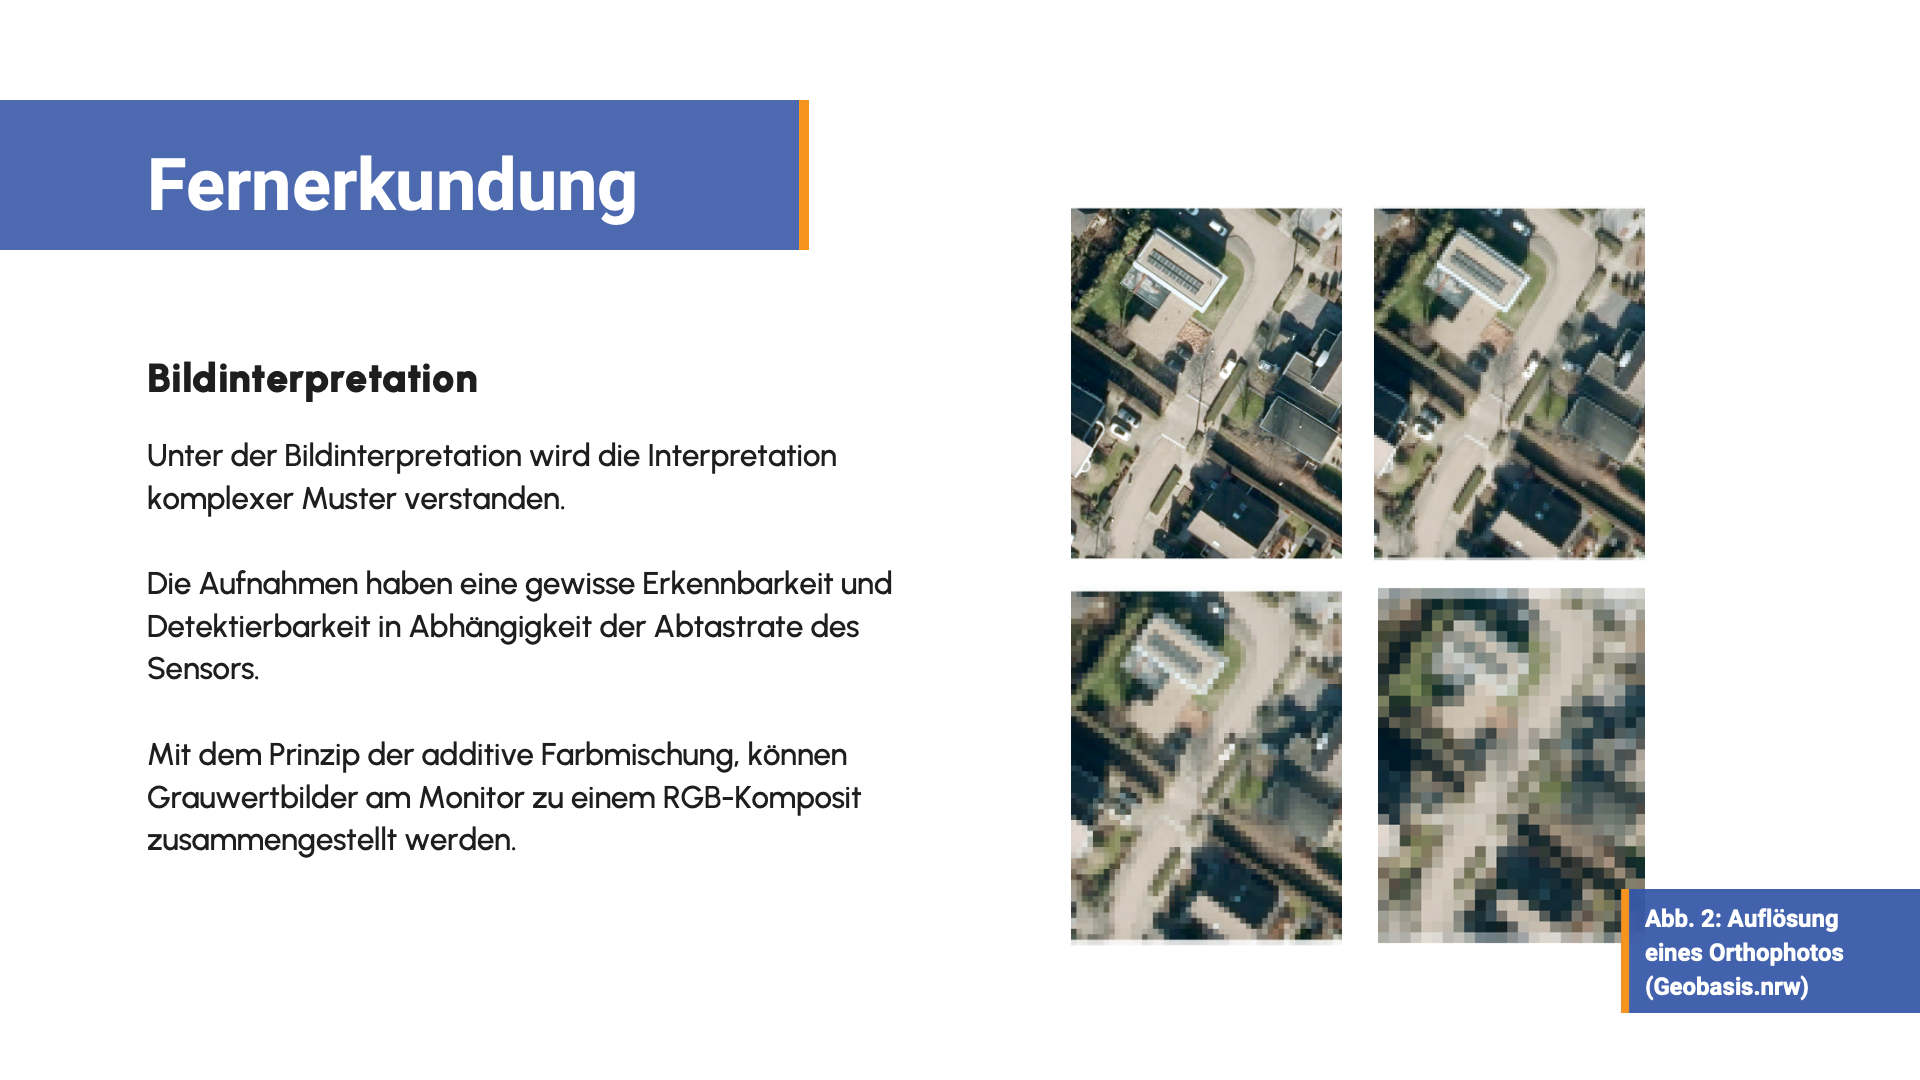 Fernerkundung
Bildinterpretation
Unter der Bildinterpretation wird die Interpretation
komplexer Muster verstanden.
Die Aufnahmen haben eine gewisse Erkennbarkeit und
Detektierbarkeit in Abhängigkeit der Abtastrate des
Sensors.
Mit dem Prinzip der additive Farbmischung, können
Grauwertbilder am Monitor zu einem RGB-Komposit
zusammengestellt werden.
Abb. 2: Auflösung
eines Orthophotos
(Geobasis.nrw)